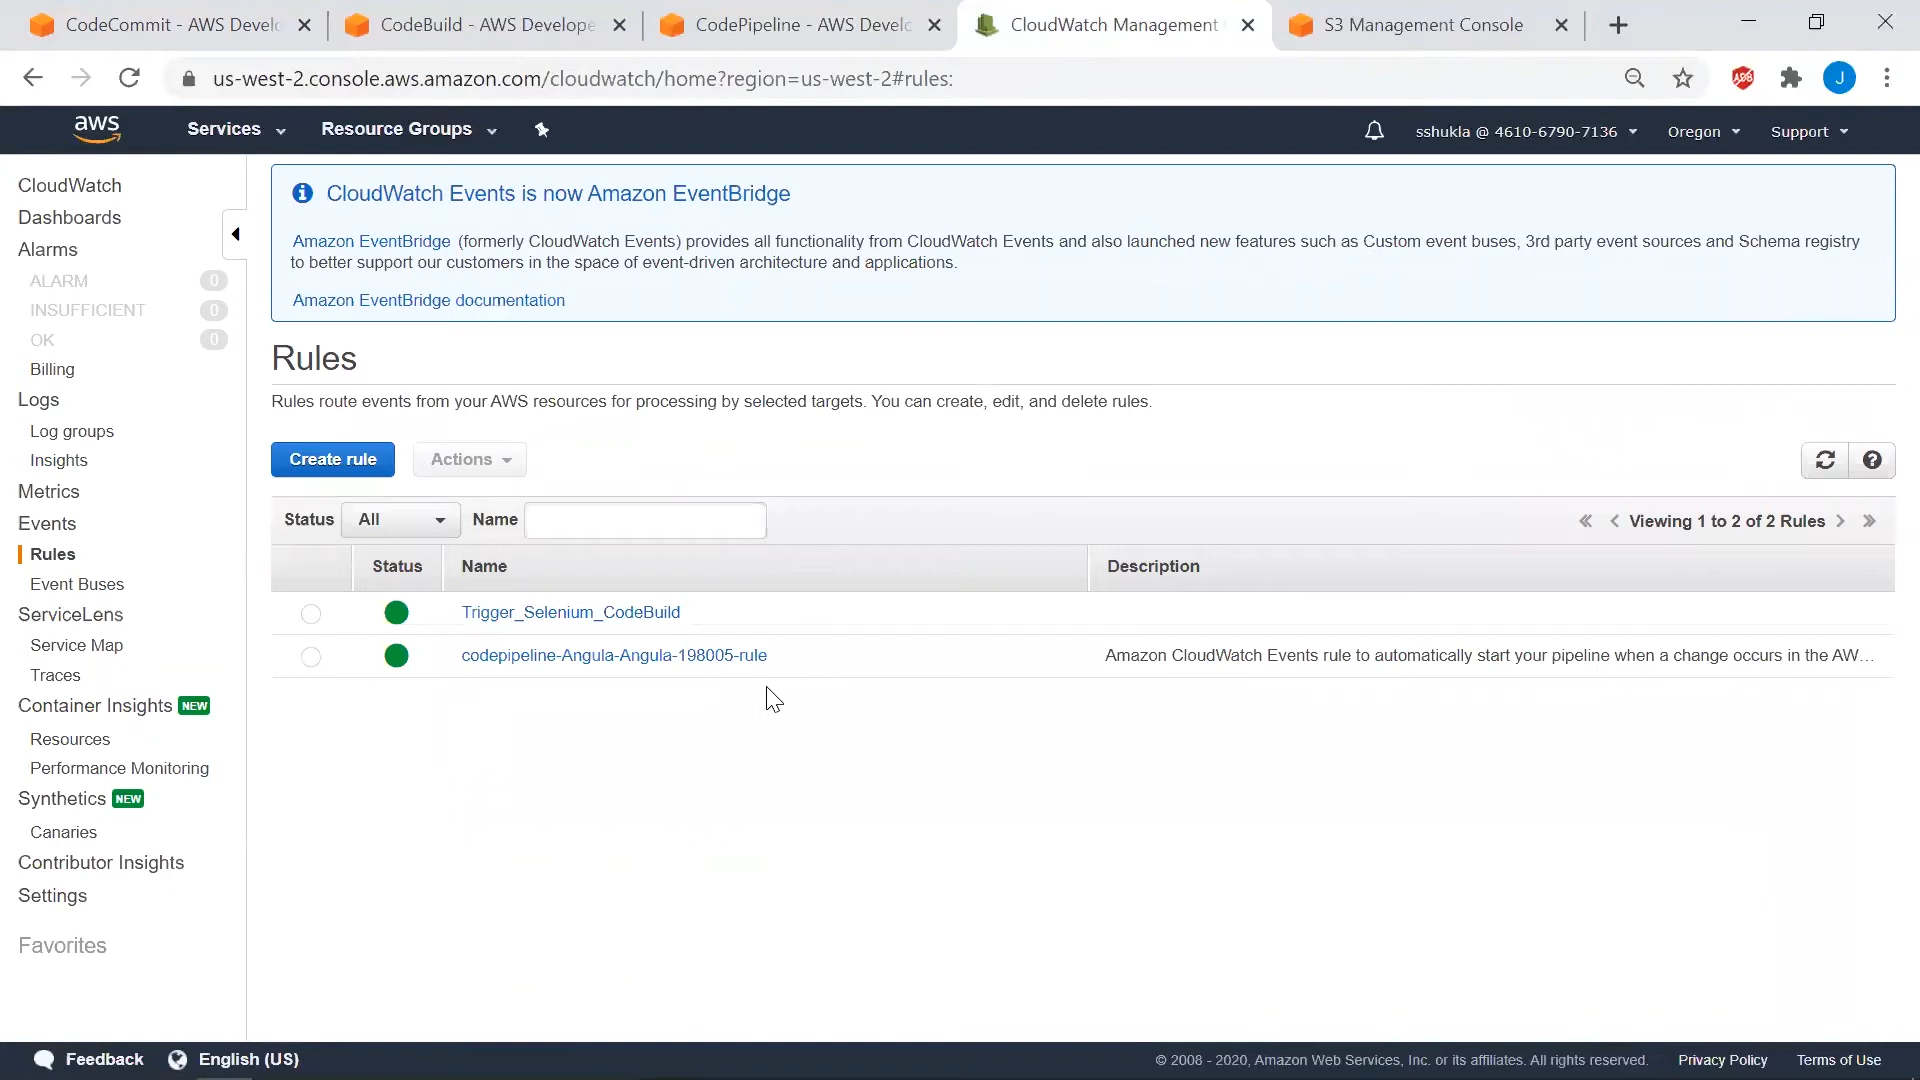 CodeCommit - AWS Develo
CodeBuild - AWS Develope
CodePipeline - AWS Develo
CloudWatch Management
S3 Management Console
us-west-2.console.aws.amazon.com/cloudwatch/home?region=us-west-2#rules:
ABP
J
aws
Services
Resource Groups
sshukla @ 4610-6790-7136
Oregon
Support
CloudWatch
Dashboards
Alarms
ALARM 0
INSUFFICIENT 0
OK 0
Billing
Logs
Log groups
Insights
Metrics
Events
Rules
Event Buses
ServiceLens
Service Map
Traces
Container Insights NEW
Resources
Performance Monitoring
Synthetics NEW
Canaries
Contributor Insights
Settings
Favorites
CloudWatch Events is now Amazon EventBridge
Amazon EventBridge (formerly CloudWatch Events) provides all functionality from CloudWatch Events and also launched new features such as Custom event buses, 3rd party event sources and Schema registry
to better support our customers in the space of event-driven architecture and applications.
Amazon EventBridge documentation
Rules
Rules route events from your AWS resources for processing by selected targets. You can create, edit, and delete rules.
Create rule
Actions
Status All Name
« < Viewing 1 to 2 of 2 Rules > »
Status Name Description
Trigger_Selenium_CodeBuild
codepipeline-Angula-Angula-198005-rule Amazon CloudWatch Events rule to automatically start your pipeline when a change occurs in the AW...
Feedback
English (US)
© 2008 - 2020, Amazon Web Services, Inc. or its affiliates. All rights reserved.
Privacy Policy
Terms of Use